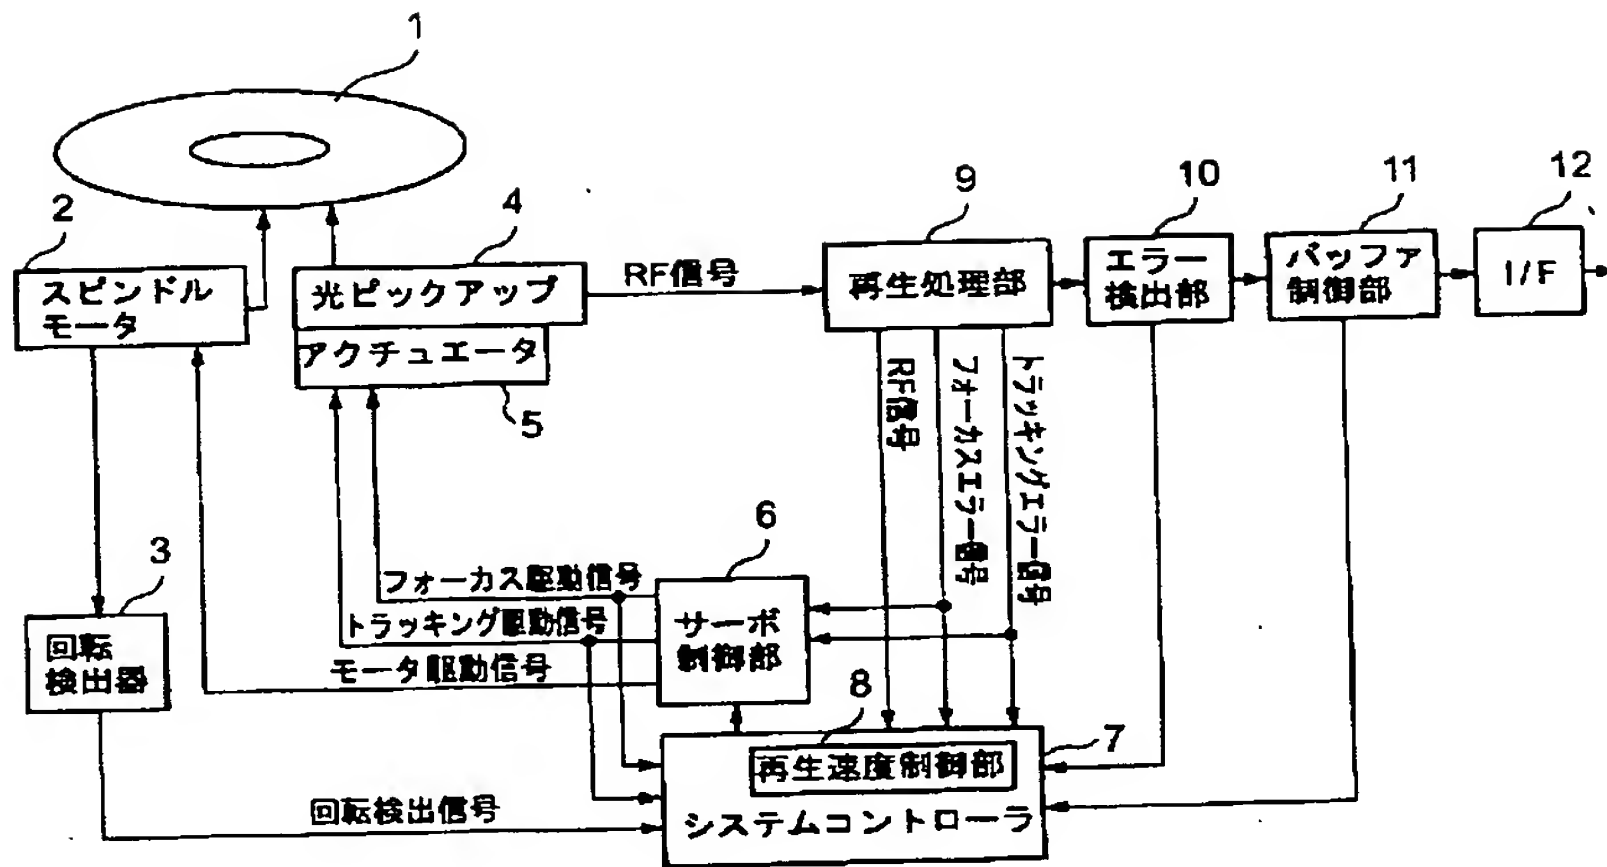 1
2
スピンドル
モータ
4
光ピックアップ
アクチュエータ
5
RF信号
9
再生処理部
10
エラー
検出部
11
バッファ
制御部
12
I/F
RF信号
フォーカスエラー信号
トラッキングエラー信号
3
回転
検出器
フォーカス駆動信号
トラッキング駆動信号
モータ駆動信号
6
サーボ
制御部
8
再生速度制御部
7
システムコントローラ
回転検出信号